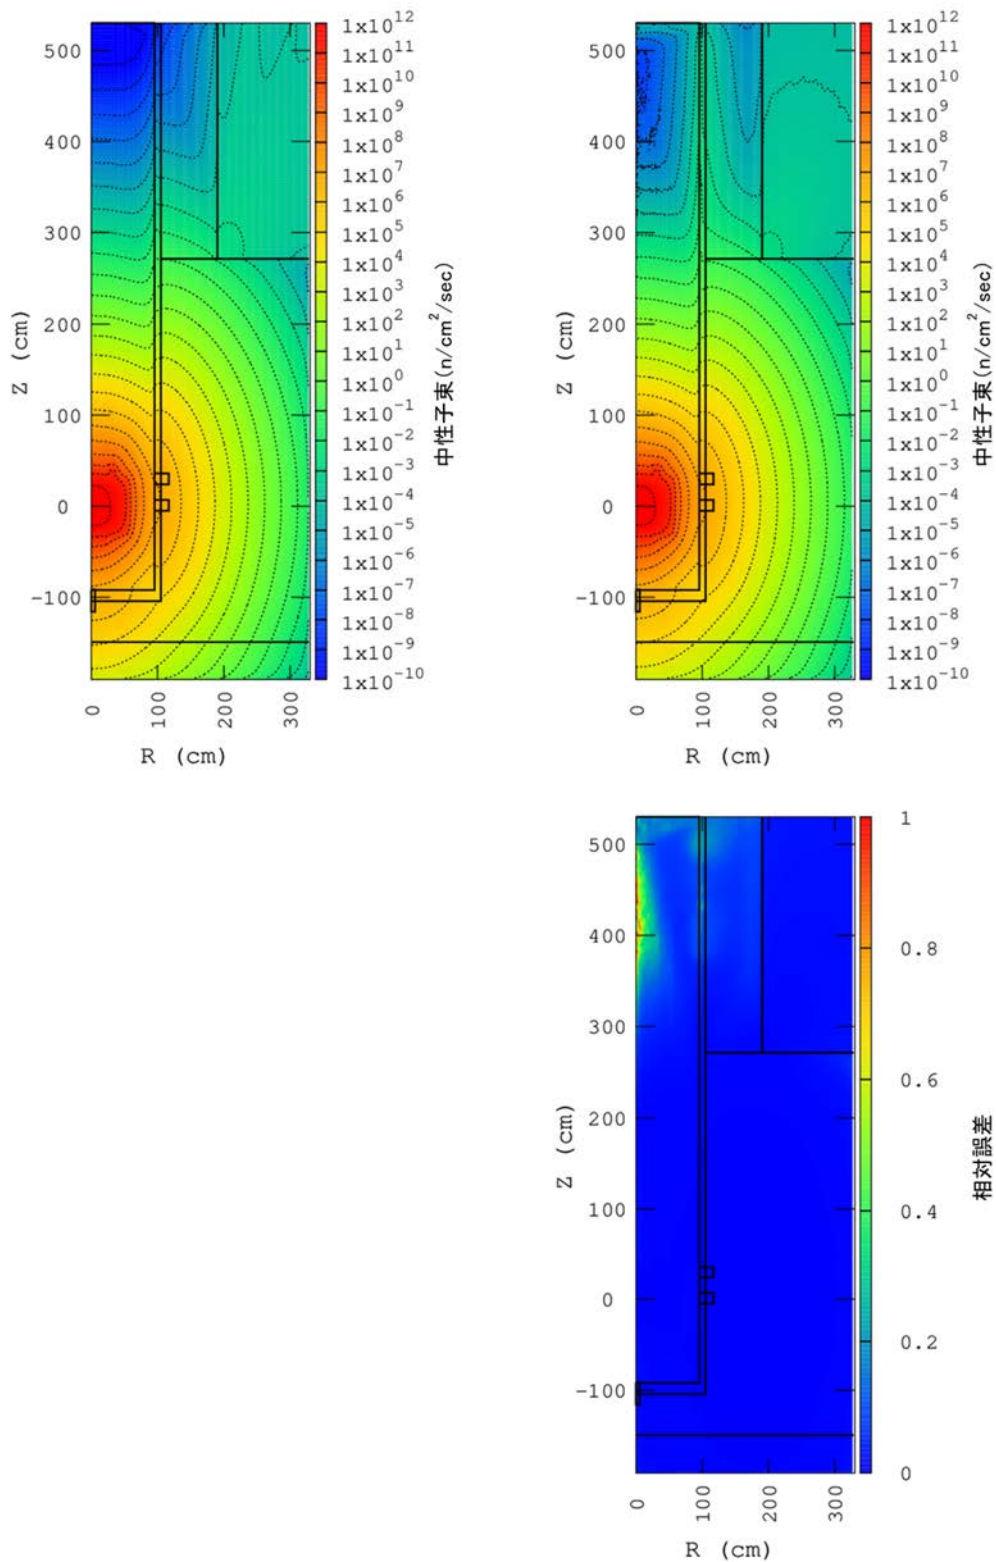 500
400
300
200
100
0
-100
Z (cm)
0
100
200
300
R (cm)
1x10^12
1x10^11
1x10^10
1x10^9
1x10^8
1x10^7
1x10^6
1x10^5
1x10^4
1x10^3
1x10^2
1x10^1
1x10^0
1x10^-1
1x10^-2
1x10^-3
1x10^-4
1x10^-5
1x10^-6
1x10^-7
1x10^-8
1x10^-9
1x10^-10
中性子束(n/cm^2/sec)
500
400
300
200
100
0
-100
Z (cm)
0
100
200
300
R (cm)
1x10^12
1x10^11
1x10^10
1x10^9
1x10^8
1x10^7
1x10^6
1x10^5
1x10^4
1x10^3
1x10^2
1x10^1
1x10^0
1x10^-1
1x10^-2
1x10^-3
1x10^-4
1x10^-5
1x10^-6
1x10^-7
1x10^-8
1x10^-9
1x10^-10
中性子束(n/cm^2/sec)
500
400
300
200
100
0
-100
Z (cm)
0
100
200
300
R (cm)
1
0.8
0.6
0.4
0.2
0
相対誤差